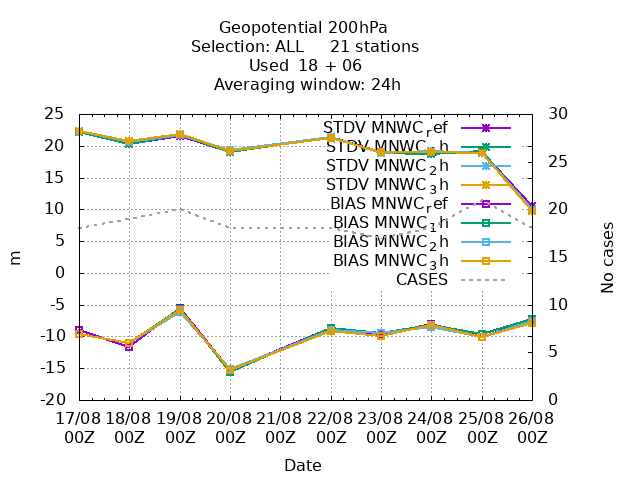 Geopotential 200hPa
Selection: ALL 21 stations
Used 18 + 06
Averaging window: 24h
25
20
15
10
5
0
-5
-10
-15
-20
m
30
25
20
15
10
5
0
No cases
STDV MNWC_ref
STDV MNWC_1h
STDV MNWC_2h
STDV MNWC_3h
BIAS MNWC_ref
BIAS MNWC_1h
BIAS MNWC_2h
BIAS MNWC_3h
CASES
17/08 18/08 19/08 20/08 21/08 22/08 23/08 24/08 25/08 26/08
00Z 00Z 00Z 00Z 00Z 00Z 00Z 00Z 00Z 00Z
Date